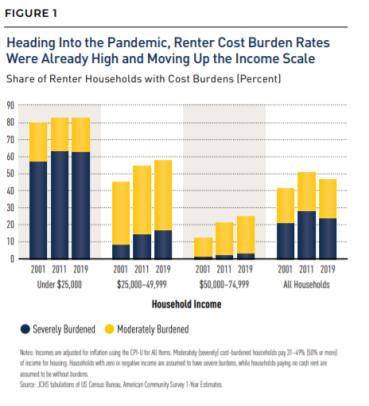 FIGURE 1
Heading Into the Pandemic, Renter Cost Burden Rates
Were Already High and Moving Up the Income Scale
Share of Renter Households with Cost Burdens (Percent)
90
80
70
60
50
40
30
20
10
0
2001 2011 2019 2001 2011 2019 2001 2011 2019 2001 2011 2019
Under $25,000 $25,000–49,999 $50,000–74,999 All Households
Household Income
Severely Burdened Moderately Burdened
Notes: Incomes are adjusted for inflation using the CPI-U for All Items. Moderately (severely) cost-burdened households pay 31–49% (50% or more)
of income for housing. Households with zero or negative income are assumed to have severe burdens, while households paying no cash rent are
assumed to be without burdens.
Source: JCHS tabulations of US Census Bureau, American Community Survey 1-Year Estimates.